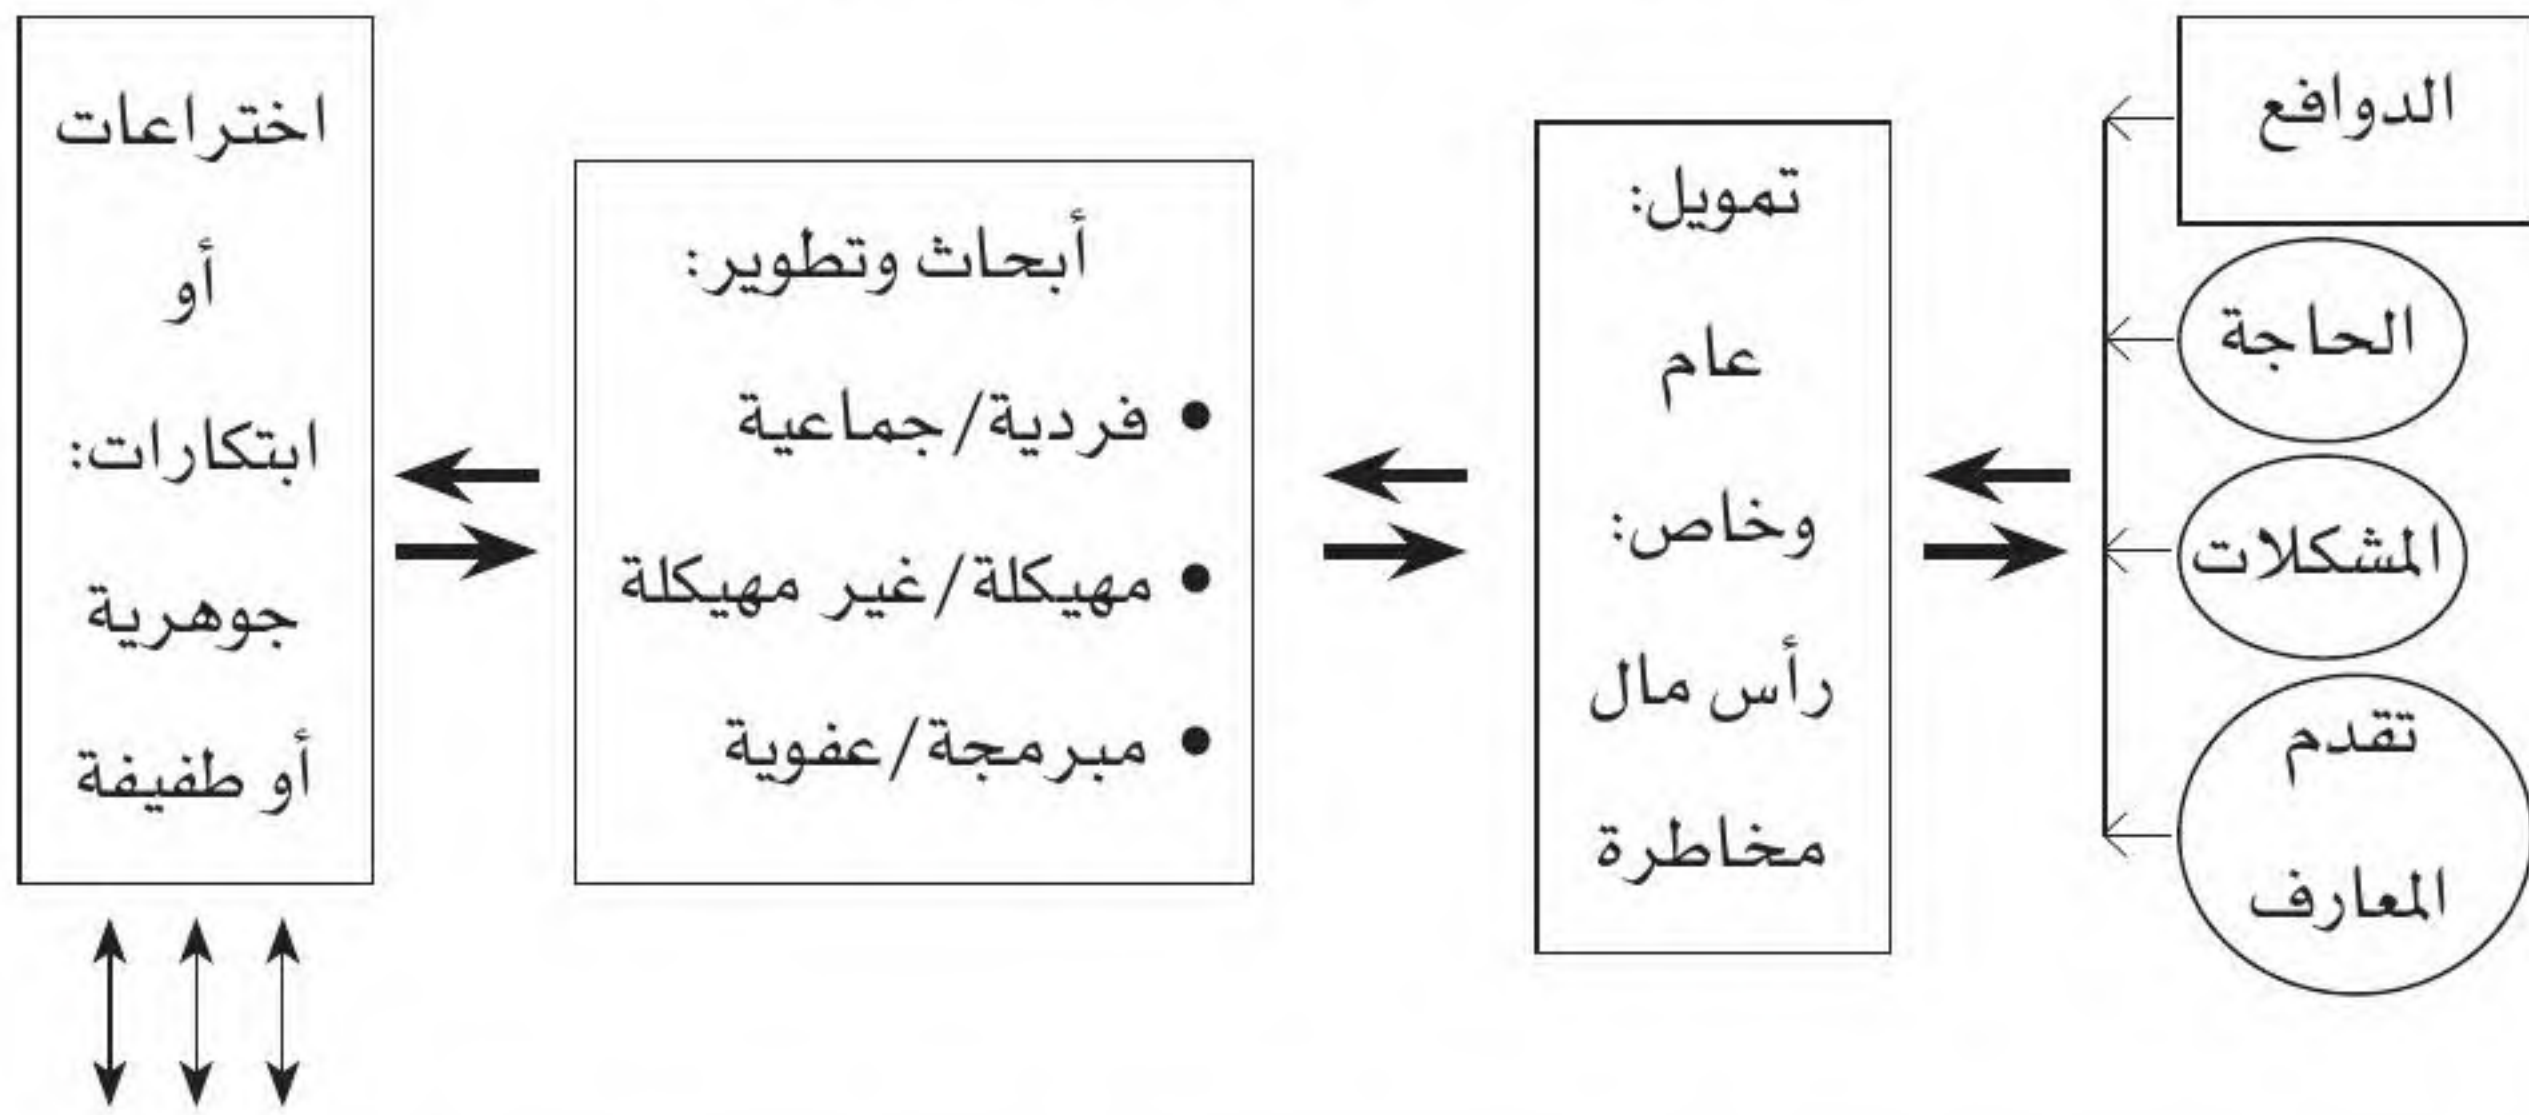 الدوافع
الحاجة
المشكلات
تقدم
المعارف
تمويل:
عام
وخاص:
رأس مال
مخاطرة
أبحاث وتطوير:
• فردية/جماعية
• مهيكلة/غير مهيكلة
• مبرمجة/عفوية
اختراعات
أو
ابتكارات:
جوهرية
أو طفيفة